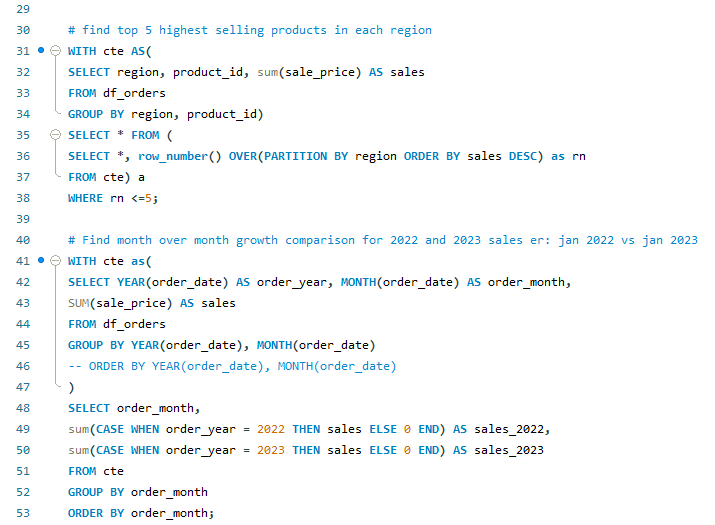 29
30 # find top 5 highest selling products in each region
31 WITH cte AS(
32 SELECT region, product_id, sum(sale_price) AS sales
33 FROM df_orders
34 GROUP BY region, product_id)
35 SELECT * FROM (
36 SELECT *, row_number() OVER(PARTITION BY region ORDER BY sales DESC) as rn
37 FROM cte) a
38 WHERE rn <=5;
39
40 # Find month over month growth comparison for 2022 and 2023 sales er: jan 2022 vs jan 2023
41 WITH cte as(
42 SELECT YEAR(order_date) AS order_year, MONTH(order_date) AS order_month,
43 SUM(sale_price) AS sales
44 FROM df_orders
45 GROUP BY YEAR(order_date), MONTH(order_date)
46 -- ORDER BY YEAR(order_date), MONTH(order_date)
47 )
48 SELECT order_month,
49 sum(CASE WHEN order_year = 2022 THEN sales ELSE 0 END) AS sales_2022,
50 sum(CASE WHEN order_year = 2023 THEN sales ELSE 0 END) AS sales_2023
51 FROM cte
52 GROUP BY order_month
53 ORDER BY order_month;